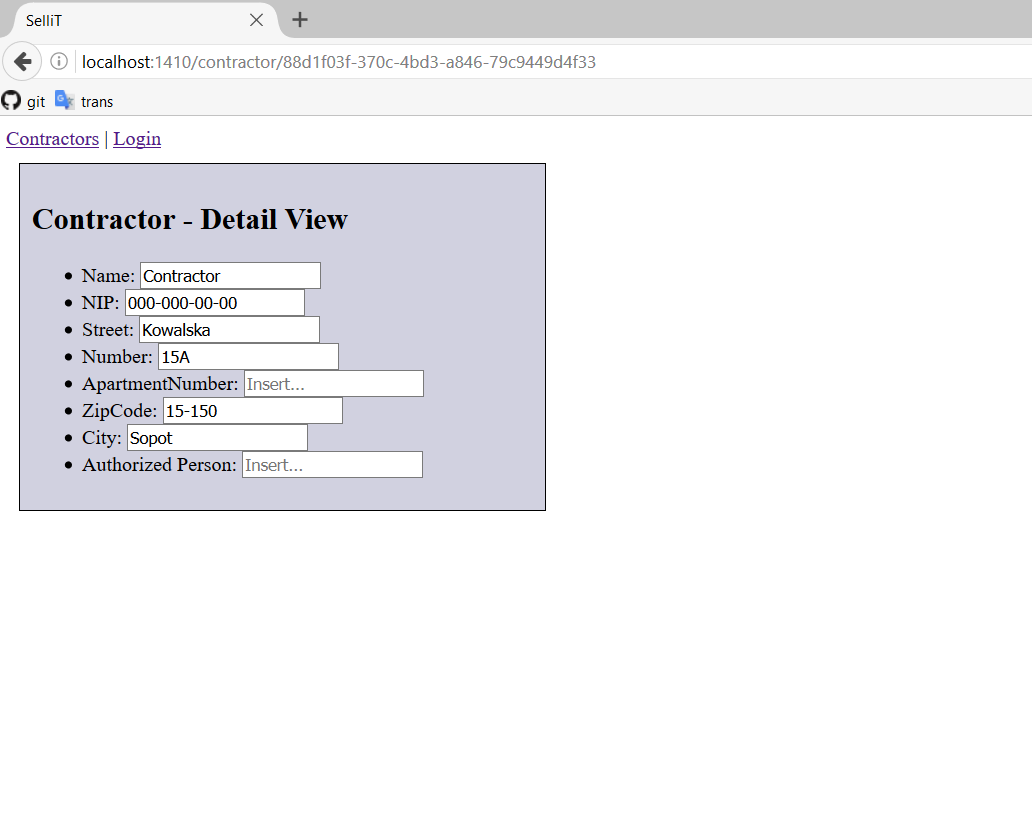 SelliT
localhost:1410/contractor/88d1f03f-370c-4bd3-a846-79c9449d4f33
git trans
Contractors | Login
Contractor - Detail View
Name: Contractor
NIP: 000-000-00-00
Street: Kowalska
Number: 15A
ApartmentNumber: Insert...
ZipCode: 15-150
City: Sopot
Authorized Person: Insert...